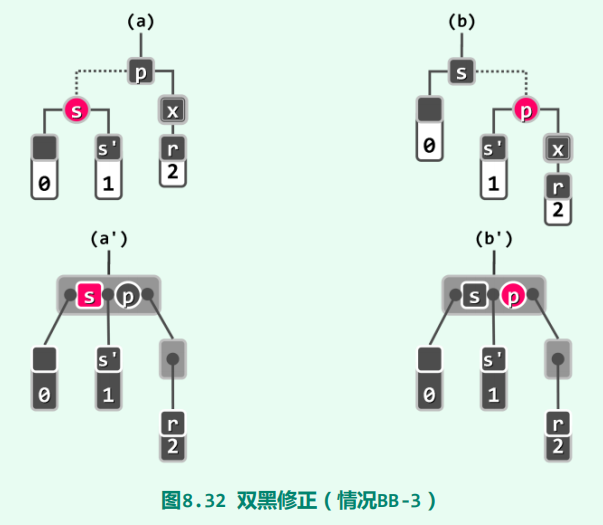 (a) (b)
p s
s x p
s' r s' x
0 1 2 0 1 r
2
(a') (b')
s p s p
s' s'
0 1 0 1
r r
2 2
图8.32 双黑修正(情况BB-3)